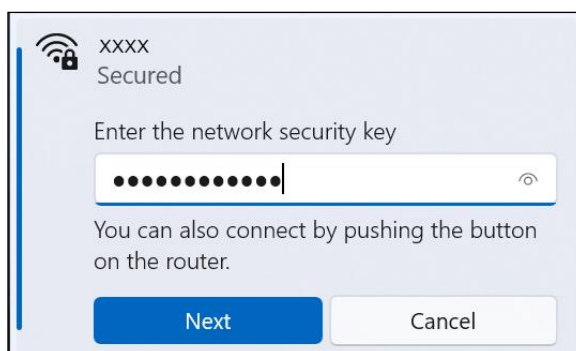 xxxx
Secured
Enter the network security key
●●●●●●●●●●●●
You can also connect by pushing the button
on the router.
Next
Cancel